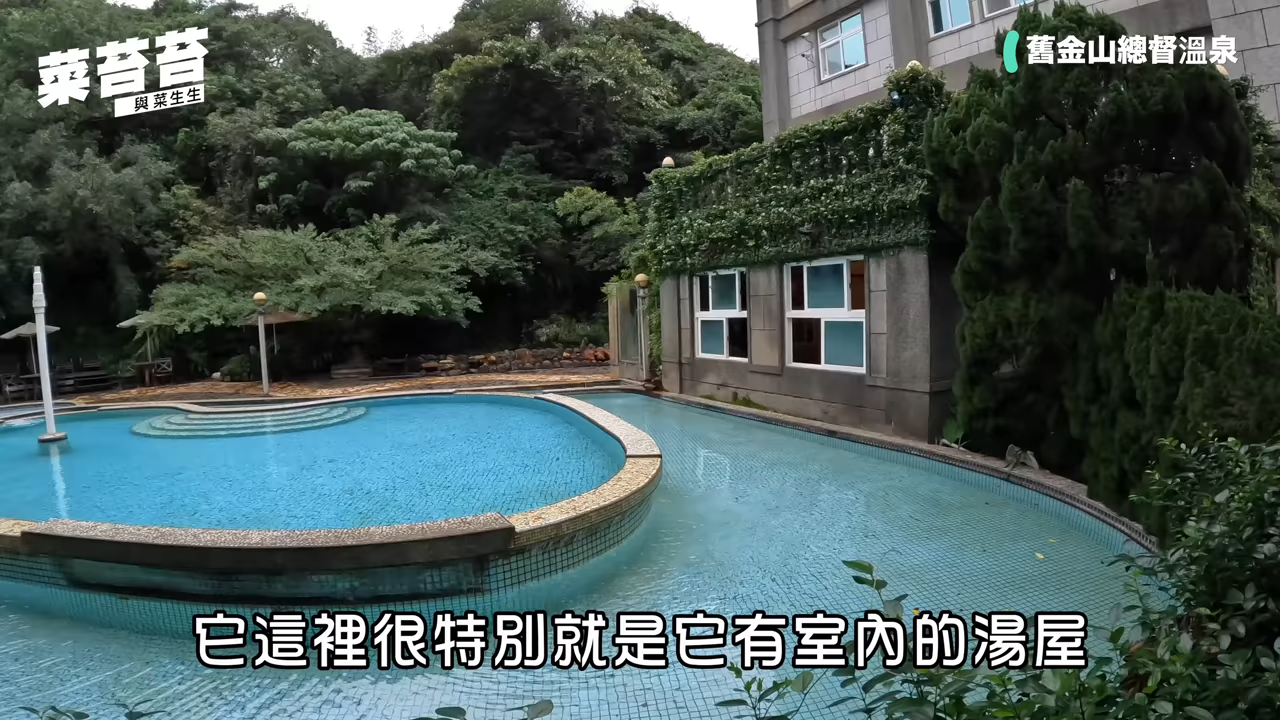 菜苔苔
與菜生生
舊金山總督溫泉
它這裡很特別就是它有室內的湯屋